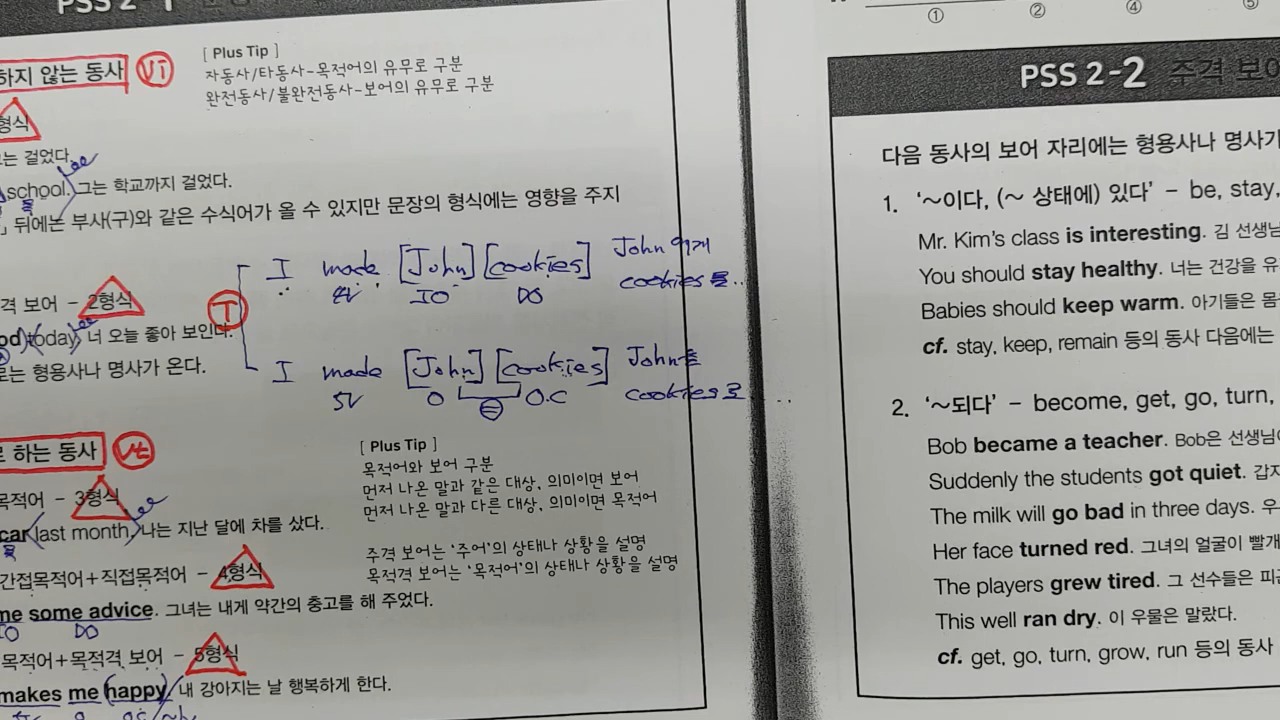 PSS 2-1
하지 않는 동사 Vi
[ Plus Tip ]
자동사/타동사-목적어의 유무로 구분
완전동사/불완전동사-보어의 유무로 구분
형식
는 걸었다.
school. 그는 학교까지 걸었다.
뒤에는 부사(구)와 같은 수식어가 올 수 있지만 문장의 형식에는 영향을 주지
I made [John] [cookies] John에게
IO DO cookies를..
격 보어 - 2형식
T
od today. 너 오늘 좋아 보인다.
로는 형용사나 명사가 온다.
I made [John] [cookies] John을
O = O.C cookies로 ..
로 하는 동사 Vt
[ Plus Tip ]
목적어와 보어 구분
먼저 나온 말과 같은 대상, 의미이면 보어
먼저 나온 말과 다른 대상, 의미이면 목적어
주격 보어는 '주어'의 상태나 상황을 설명
목적격 보어는 '목적어'의 상태나 상황을 설명
목적어 - 3형식
car last month. 나는 지난 달에 차를 샀다.
간접목적어+직접목적어 - 4형식
me some advice. 그녀는 내게 약간의 충고를 해 주었다.
IO DO
목적어+목적격 보어 - 5형식
makes me happy. 내 강아지는 날 행복하게 한다.
① ② ④ ⑤
PSS 2-2 주격 보어
다음 동사의 보어 자리에는 형용사나 명사가
1. '~이다, (~ 상태에) 있다' - be, stay,
Mr. Kim's class is interesting. 김 선생님
You should stay healthy. 너는 건강을 유
Babies should keep warm. 아기들은 몸
cf. stay, keep, remain 등의 동사 다음에는
2. '~되다' - become, get, go, turn,
Bob became a teacher. Bob은 선생님이
Suddenly the students got quiet. 갑자
The milk will go bad in three days. 우
Her face turned red. 그녀의 얼굴이 빨개
The players grew tired. 그 선수들은 피곤
This well ran dry. 이 우물은 말랐다.
cf. get, go, turn, grow, run 등의 동사